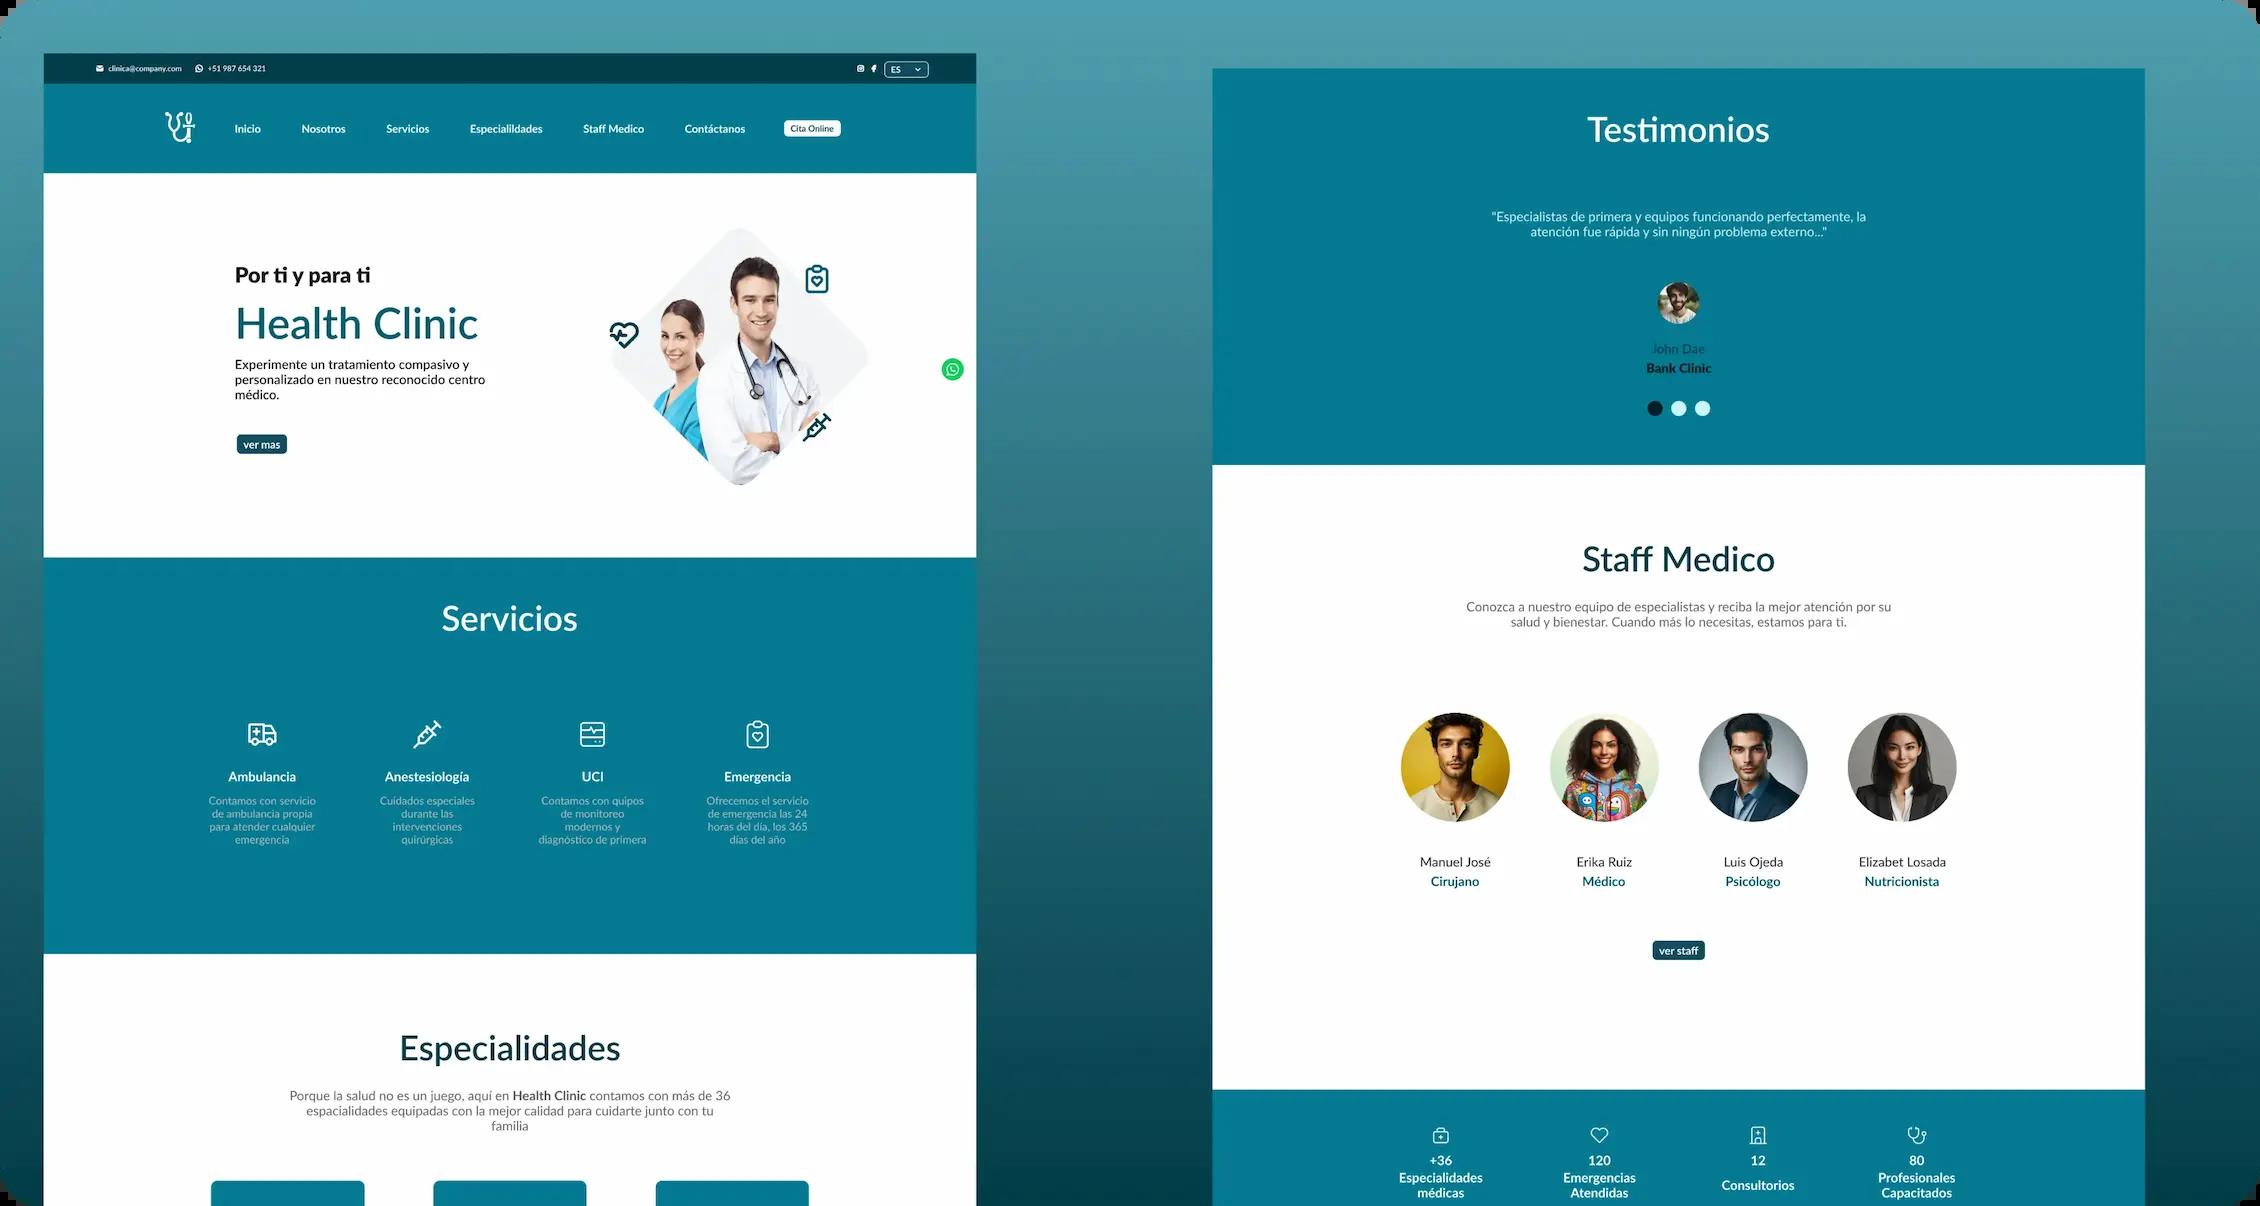 clinica@company.com +51 987 654 321 ES
Inicio Nosotros Servicios Especialildades Staff Medico Contáctanos Cita Online
Por ti y para ti
Health Clinic
Experimente un tratamiento compasivo y
personalizado en nuestro reconocido centro
médico.
ver mas
Servicios
Ambulancia
Contamos con servicio
de ambulancia propia
para atender cualquier
emergencia
Anestesiología
Cuidados especiales
durante las
intervenciones
quirúrgicas
UCI
Contamos con quipos
de monitoreo
modernos y
diagnóstico de primera
Emergencia
Ofrecemos el servicio
de emergencia las 24
horas del día, los 365
días del año
Especialidades
Porque la salud no es un juego, aquí en Health Clinic contamos con más de 36
espacialidades equipadas con la mejor calidad para cuidarte junto con tu
familia
Testimonios
"Especialistas de primera y equipos funcionando perfectamente, la
atención fue rápida y sin ningún problema externo..."
John Dae
Bank Clinic
Staff Medico
Conozca a nuestro equipo de especialistas y reciba la mejor atención por su
salud y bienestar. Cuando más lo necesitas, estamos para ti.
Manuel José
Cirujano
Erika Ruiz
Médico
Luis Ojeda
Psicólogo
Elizabet Losada
Nutricionista
ver staff
+36
Especialidades
médicas
120
Emergencias
Atendidas
12
Consultorios
80
Profesionales
Capacitados